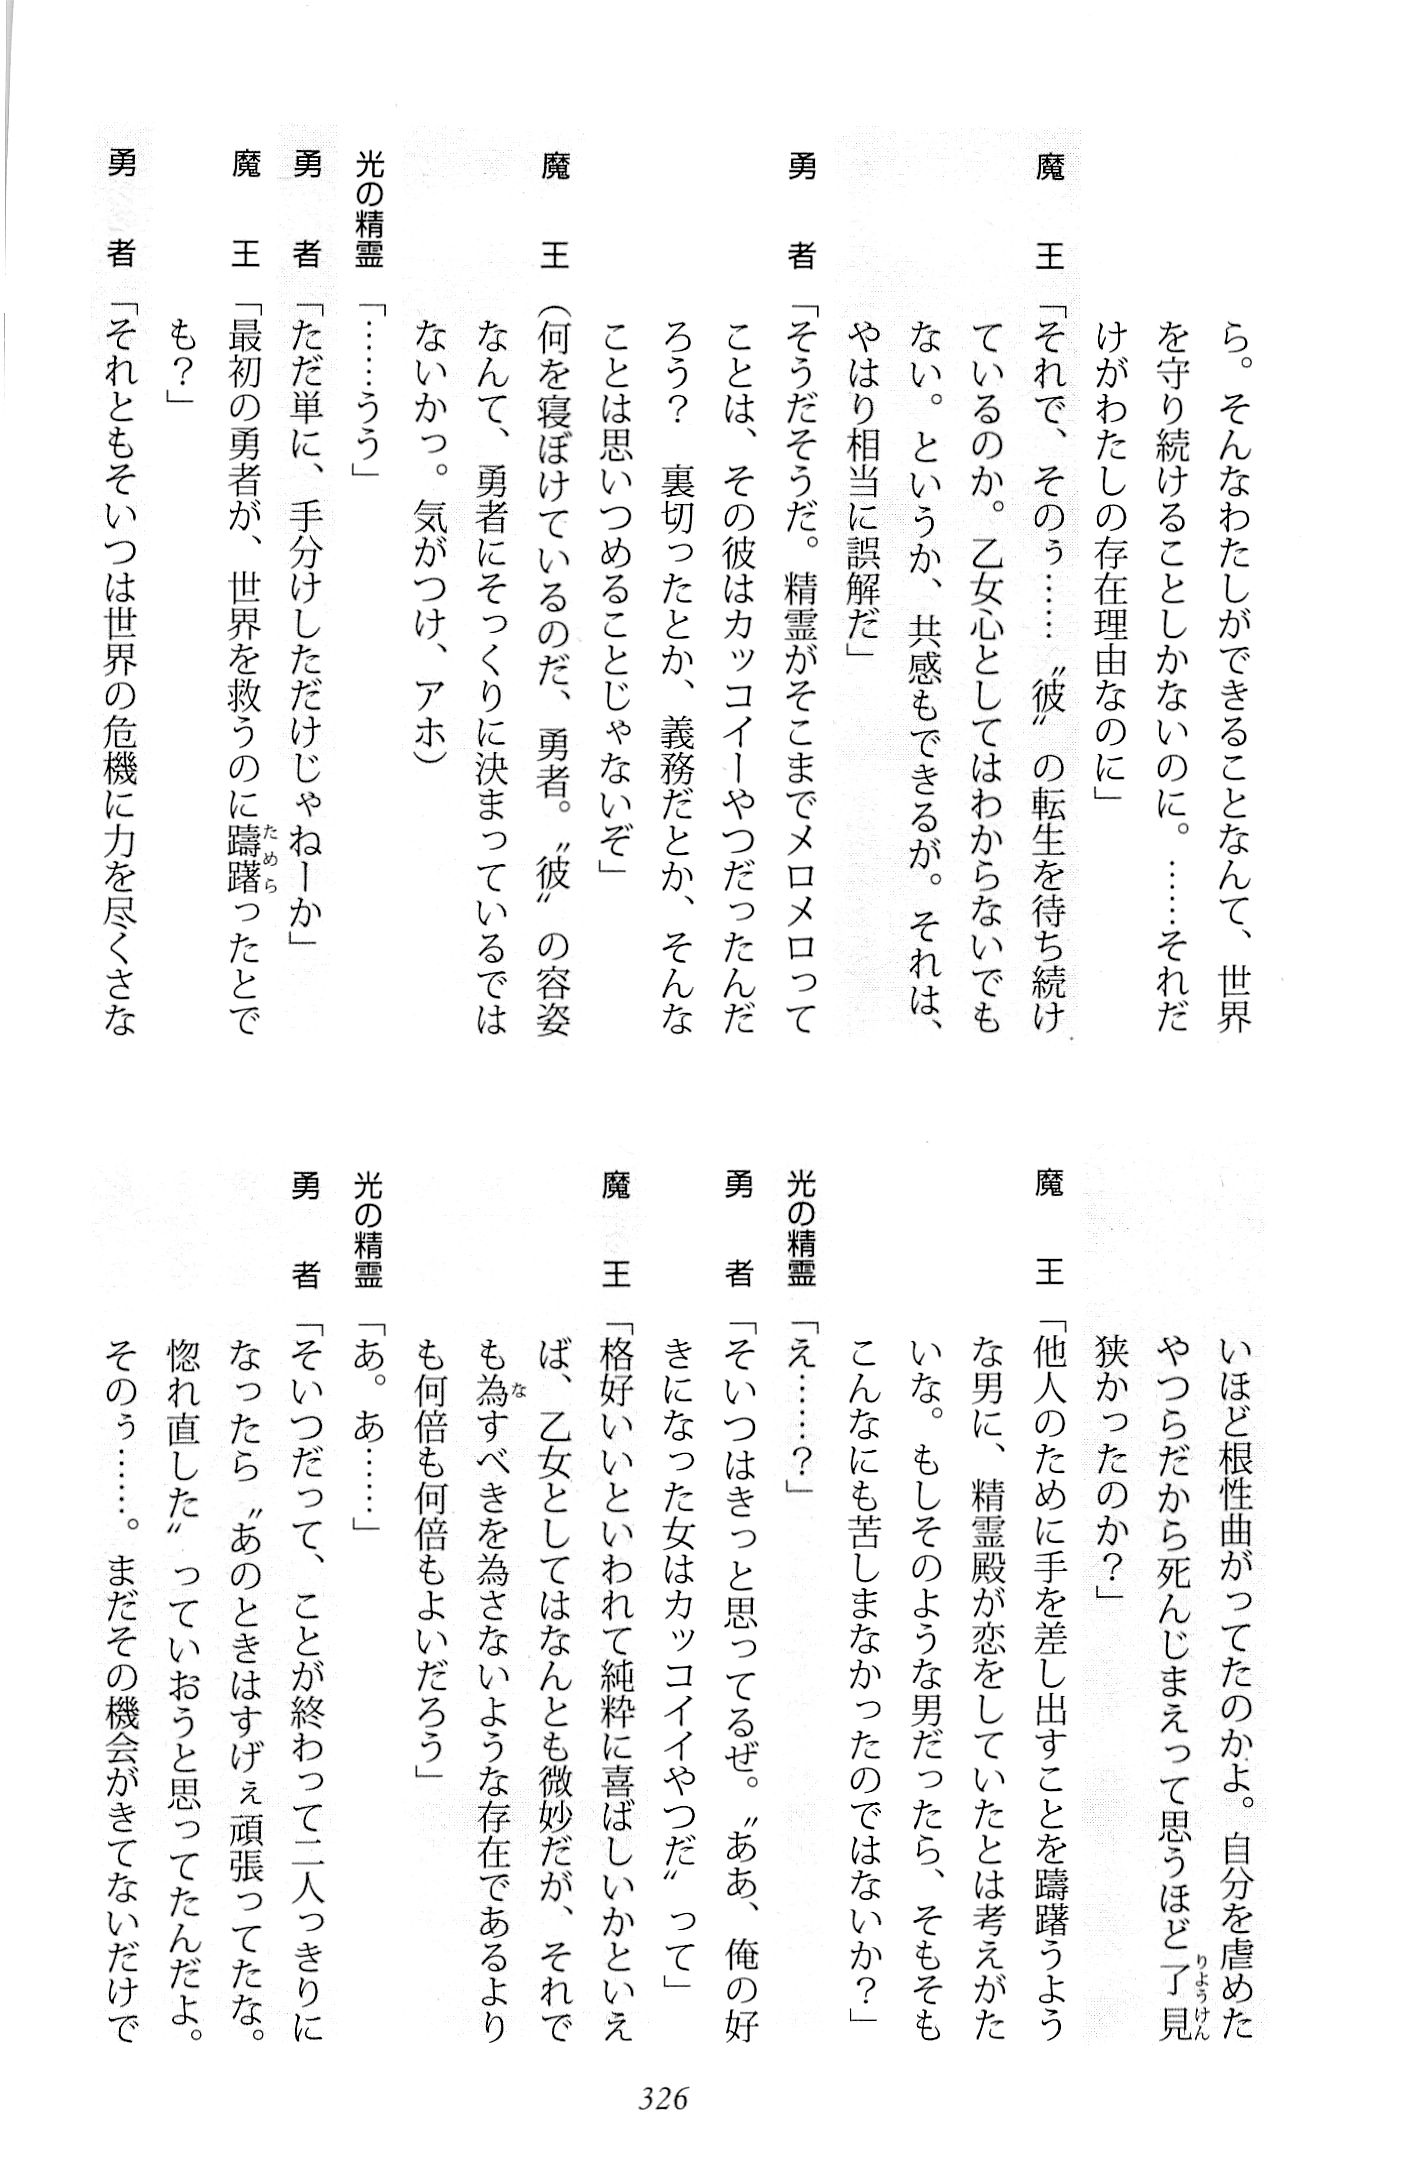 ら。そんなわたしができることなんて、世界
を守り続けることしかないのに。……それだ
けがわたしの存在理由なのに」
魔王「それで、そのぅ……〝彼〟の転生を待ち続け
ているのか。乙女心としてはわからないでも
ない。というか、共感もできるが。それは、
やはり相当に誤解だ」
勇者「そうだそうだ。精霊がそこまでメロメロって
ことは、その彼はカッコイーやつだったんだ
ろう？　裏切ったとか、義務だとか、そんな
ことは思いつめることじゃないぞ」
魔王（何を寝ぼけているのだ、勇者。〝彼〟の容姿
なんて、勇者にそっくりに決まっているでは
ないかっ。気がつけ、アホ）
光の精霊「……うう」
勇者「ただ単に、手分けしただけじゃねーか」
魔王「最初の勇者が、世界を救うのに躊躇ったとで
ためら
も？」
勇者「それともそいつは世界の危機に力を尽くさな
いほど根性曲がってたのかよ。自分を虐めた
やつらだから死んじまえって思うほど了見
りようけん
狭かったのか？」
魔王「他人のために手を差し出すことを躊躇うよう
な男に、精霊殿が恋をしていたとは考えがた
いな。もしそのような男だったら、そもそも
こんなにも苦しまなかったのではないか？」
光の精霊「え……？」
勇者「そいつはきっと思ってるぜ。〝ああ、俺の好
きになった女はカッコイイやつだ〟って」
魔王「格好いいといわれて純粋に喜ばしいかといえ
ば、乙女としてはなんとも微妙だが、それで
も為すべきを為さないような存在であるより
な
も何倍も何倍もよいだろう」
光の精霊「あ。あ……」
勇者「そいつだって、ことが終わって二人っきりに
なったら〝あのときはすげぇ頑張ってたな。
惚れ直した〟っていおうと思ってたんだよ。
そのぅ……。まだその機会がきてないだけで
326